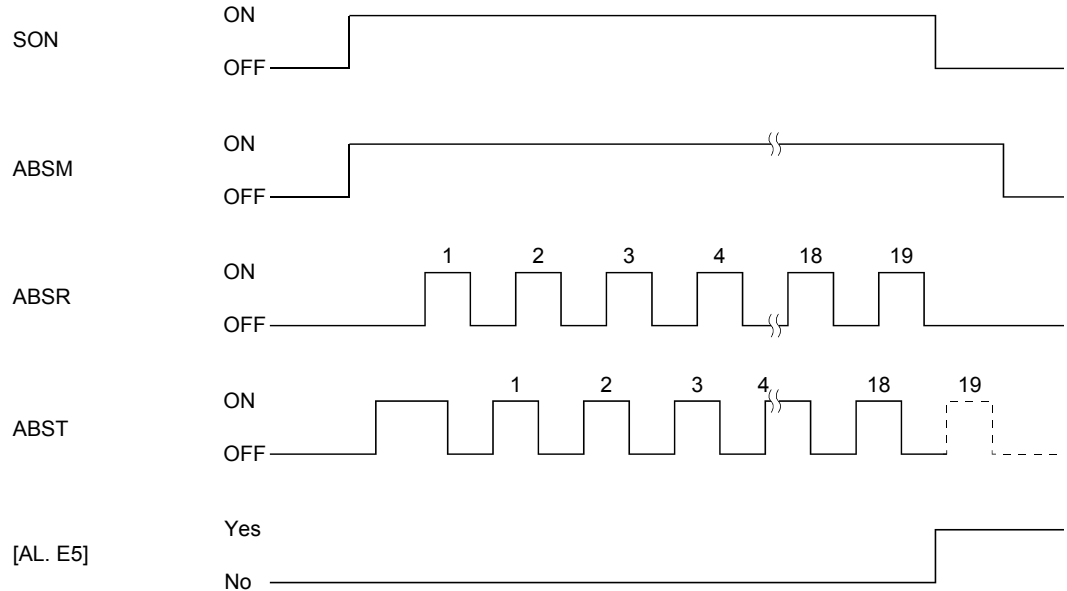 SON
ON
OFF
ABSM
ON
OFF
ABSR
ON
OFF
1 2 3 4 18 19
ABST
ON
OFF
1 2 3 4 18 19
[AL. E5]
Yes
No